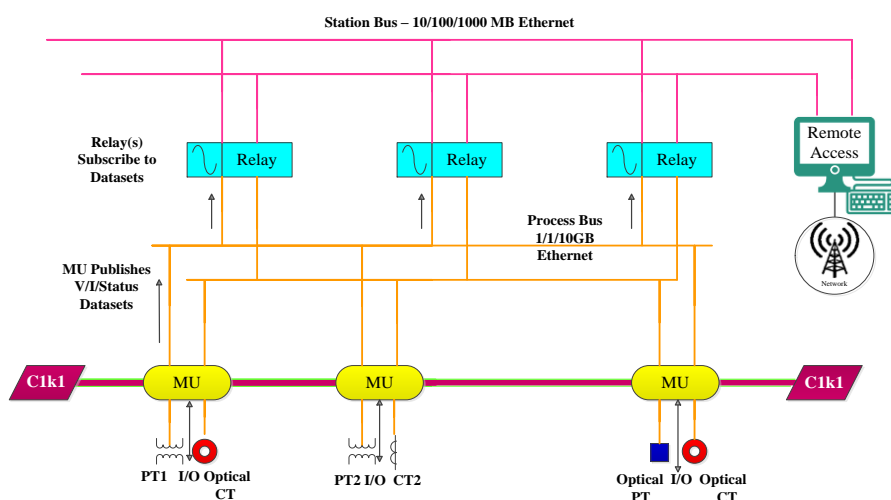 Station Bus – 10/100/1000 MB Ethernet
Relay(s)
Subscribe to
Datasets
Relay
Relay
Relay
Remote
Access
Process Bus
1/1/10GB
Ethernet
MU Publishes
V/I/Status
Datasets
Network
C1k1
MU
MU
MU
C1k1
PT1
I/O
Optical
CT
PT2
I/O
CT2
Optical
PT
I/O
Optical
CT